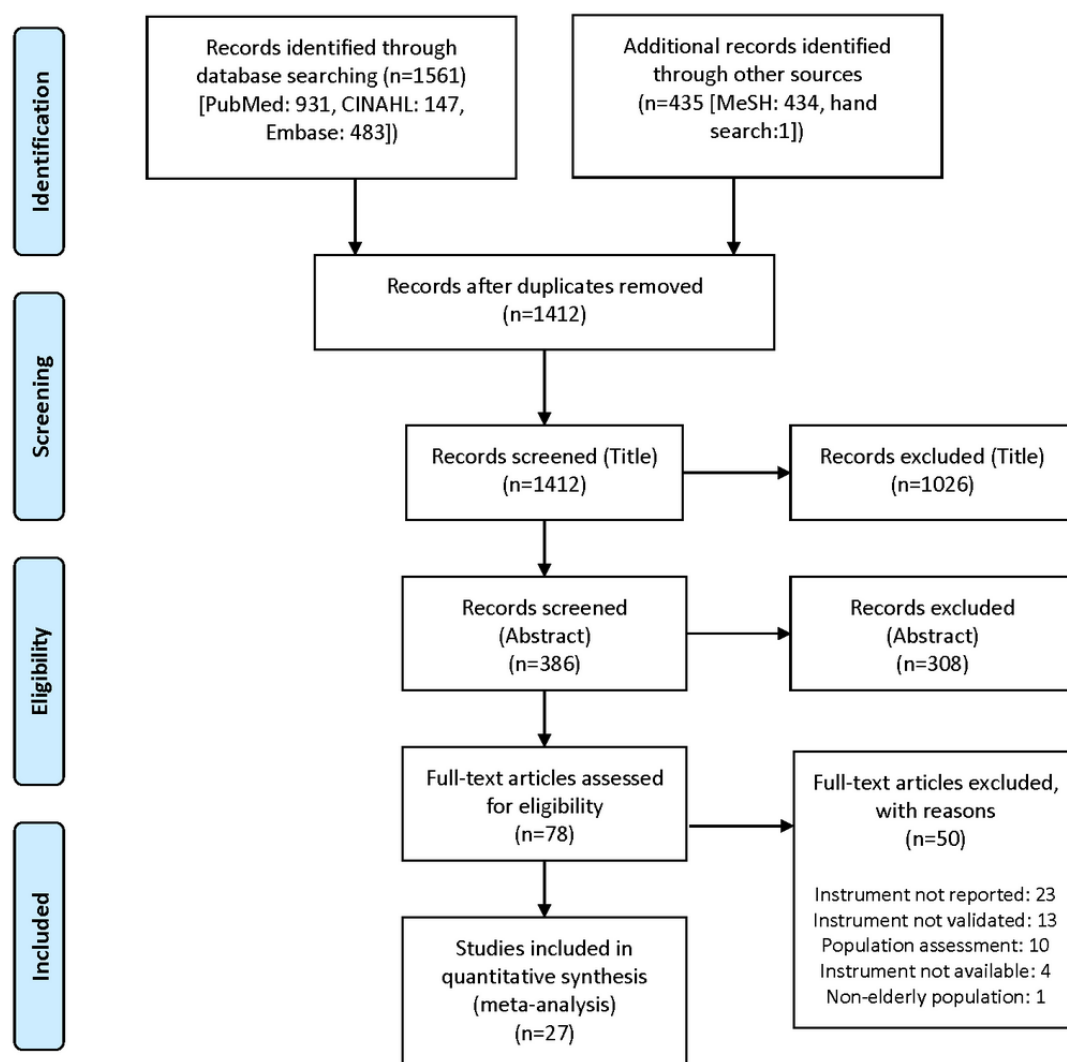 Identification
Records identified through
database searching (n=1561)
[PubMed: 931, CINAHL: 147,
Embase: 483])
Additional records identified
through other sources
(n=435 [MeSH: 434, hand
search:1])
Records after duplicates removed
(n=1412)
Screening
Records screened (Title)
(n=1412)
Records excluded (Title)
(n=1026)
Eligibility
Records screened
(Abstract)
(n=386)
Records excluded
(Abstract)
(n=308)
Full-text articles assessed
for eligibility
(n=78)
Full-text articles excluded,
with reasons
(n=50)
Instrument not reported: 23
Instrument not validated: 13
Population assessment: 10
Instrument not available: 4
Non-elderly population: 1
Included
Studies included in
quantitative synthesis
(meta-analysis)
(n=27)